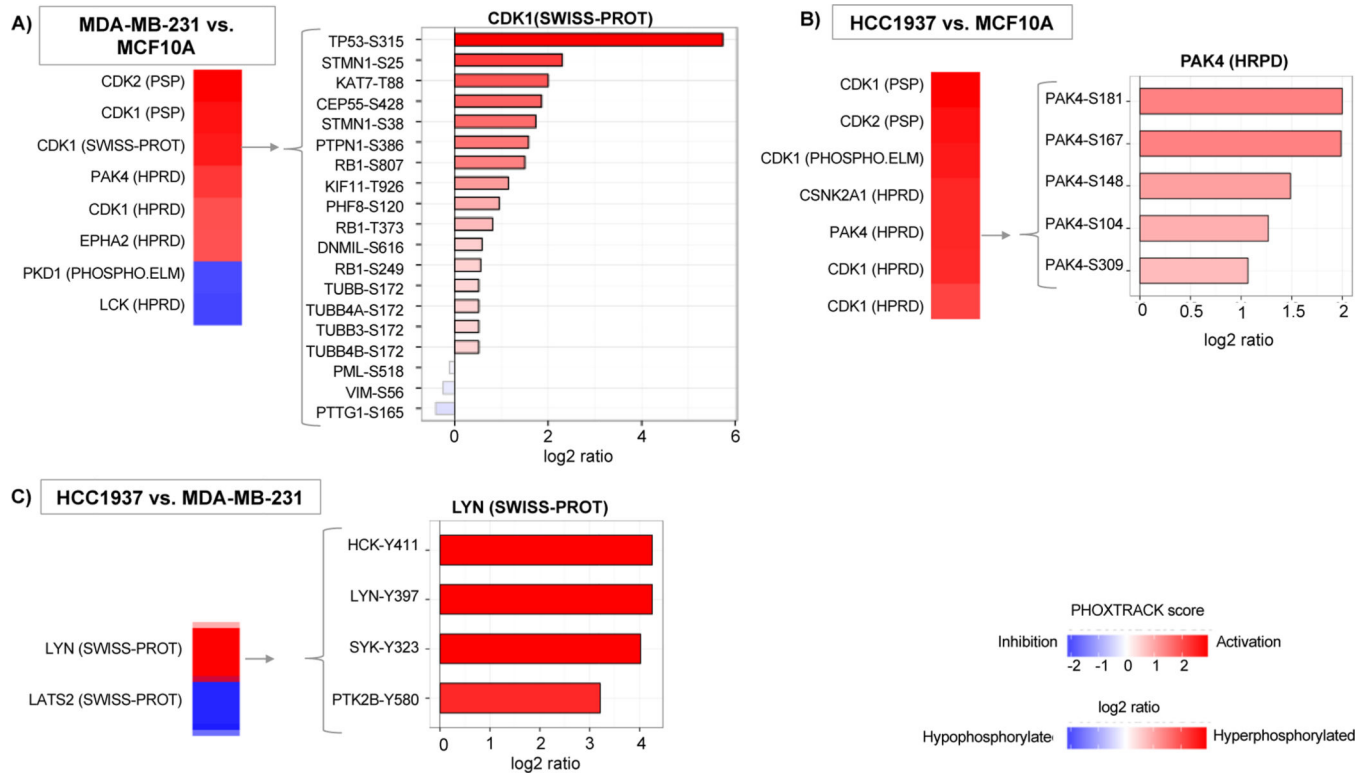 A)
MDA-MB-231 vs.
MCF10A
CDK2 (PSP)
CDK1 (PSP)
CDK1 (SWISS-PROT)
PAK4 (HPRD)
CDK1 (HPRD)
EPHA2 (HPRD)
PKD1 (PHOSPHO.ELM)
LCK (HPRD)
CDK1(SWISS-PROT)
TP53-S315
STMN1-S25
KAT7-T88
CEP55-S428
STMN1-S38
PTPN1-S386
RB1-S807
KIF11-T926
PHF8-S120
RB1-T373
DNMIL-S616
RB1-S249
TUBB-S172
TUBB4A-S172
TUBB3-S172
TUBB4B-S172
PML-S518
VIM-S56
PTTG1-S165
0 2 4 6
log2 ratio
B)
HCC1937 vs. MCF10A
CDK1 (PSP)
CDK2 (PSP)
CDK1 (PHOSPHO.ELM)
CSNK2A1 (HPRD)
PAK4 (HPRD)
CDK1 (HPRD)
CDK1 (HPRD)
PAK4 (HRPD)
PAK4-S181
PAK4-S167
PAK4-S148
PAK4-S104
PAK4-S309
0 0.5 1 1.5 2
log2 ratio
C)
HCC1937 vs. MDA-MB-231
LYN (SWISS-PROT)
LATS2 (SWISS-PROT)
LYN (SWISS-PROT)
HCK-Y411
LYN-Y397
SYK-Y323
PTK2B-Y580
0 1 2 3 4
log2 ratio
PHOXTRACK score
Inhibition
Activation
-2 -1 0 1 2
log2 ratio
Hypophosphorylate
Hyperphosphorylated
-2 -1 0 1 2